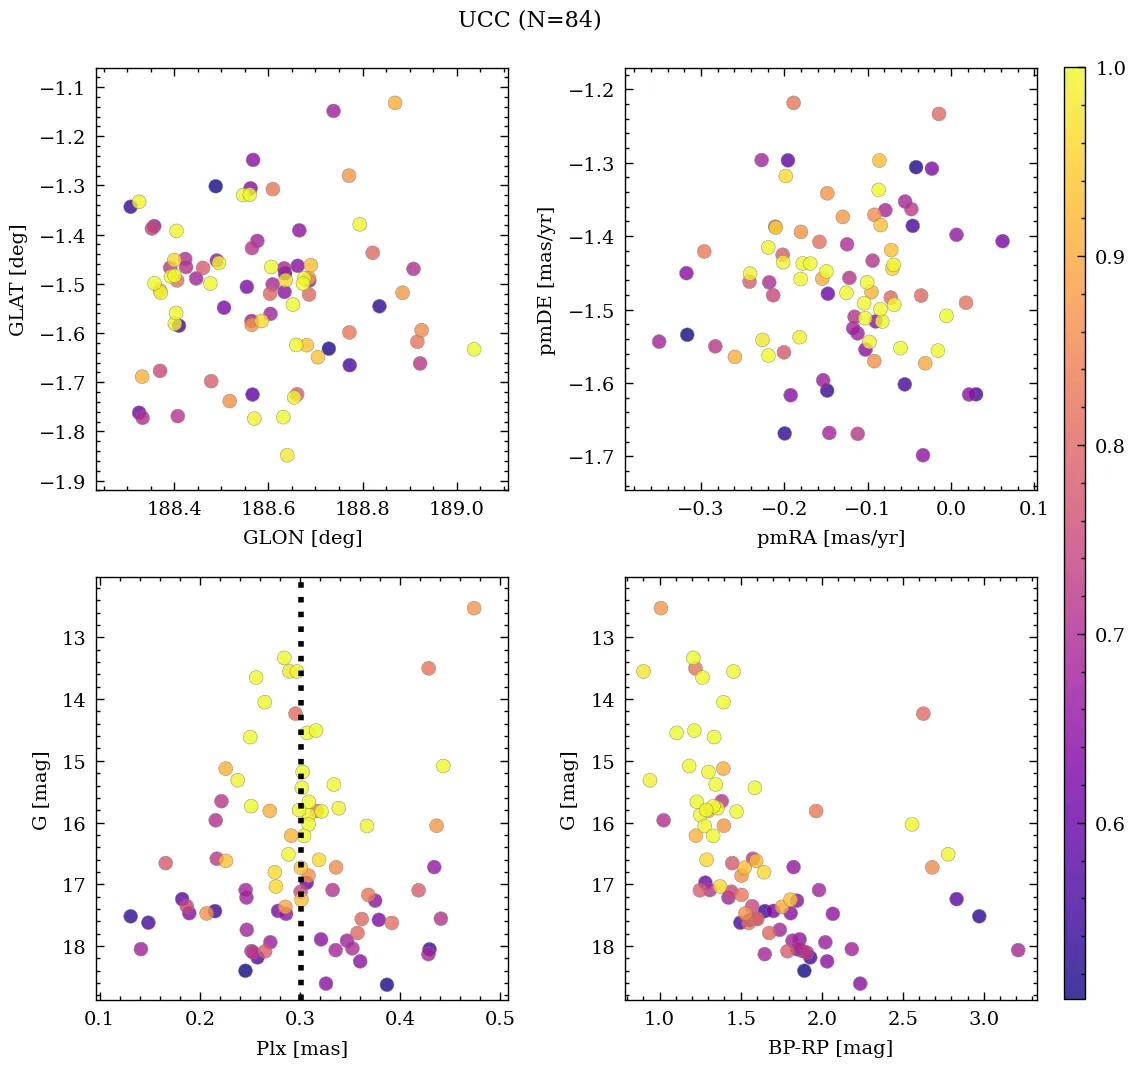 UCC (N=84)
−1.1
−1.2
−1.3
−1.4
−1.5
−1.6
−1.7
−1.8
−1.9
GLAT [deg]
188.4 188.6 188.8 189.0
GLON [deg]
−1.2
−1.3
−1.4
−1.5
−1.6
−1.7
pmDE [mas/yr]
−0.3 −0.2 −0.1 0.0 0.1
pmRA [mas/yr]
13
14
15
16
17
18
G [mag]
0.1 0.2 0.3 0.4 0.5
Plx [mas]
13
14
15
16
17
18
G [mag]
1.0 1.5 2.0 2.5 3.0
BP-RP [mag]
1.0
0.9
0.8
0.7
0.6